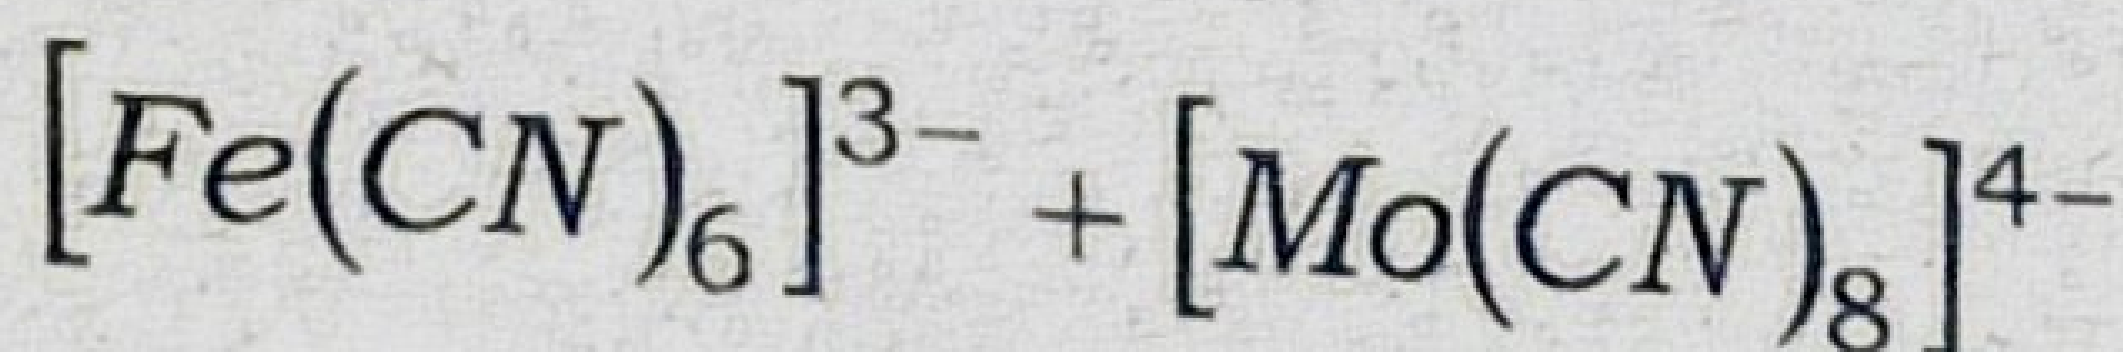 [Fe(CN)₆]³⁻ + [Mo(CN)₈]⁴⁻